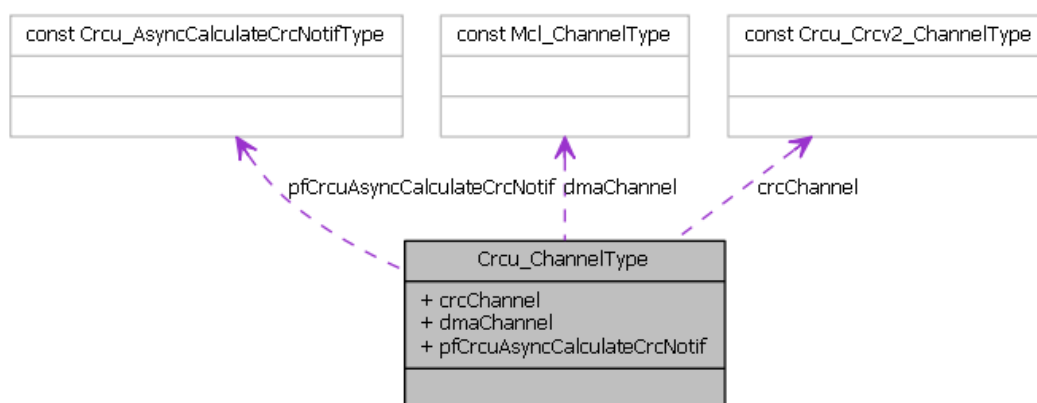 const Crcu_AsyncCalculateCrcNotifType
const Mcl_ChannelType
const Crcu_Crcv2_ChannelType
pfCrcuAsyncCalculateCrcNotif
dmaChannel
crcChannel
Crcu_ChannelType
+ crcChannel
+ dmaChannel
+ pfCrcuAsyncCalculateCrcNotif